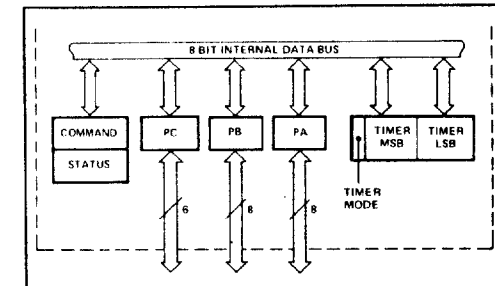 8 BIT INTERNAL DATA BUS
COMMAND
STATUS
PC
PB
PA
TIMER MSB
TIMER LSB
TIMER MODE
6
8
8